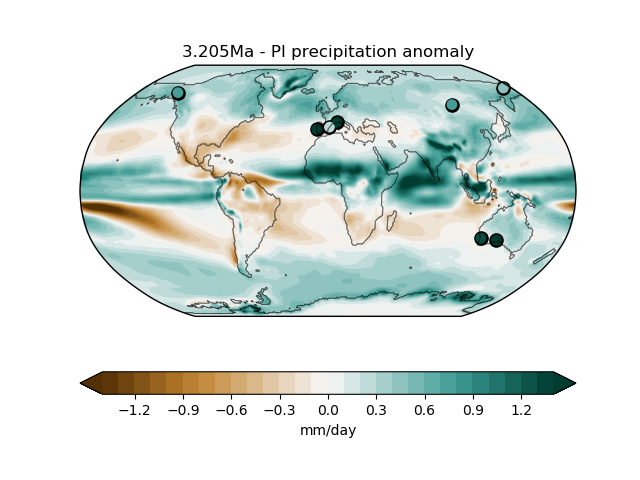 3.205Ma - PI precipitation anomaly
−1.2 −0.9 −0.6 −0.3 0.0 0.3 0.6 0.9 1.2
mm/day